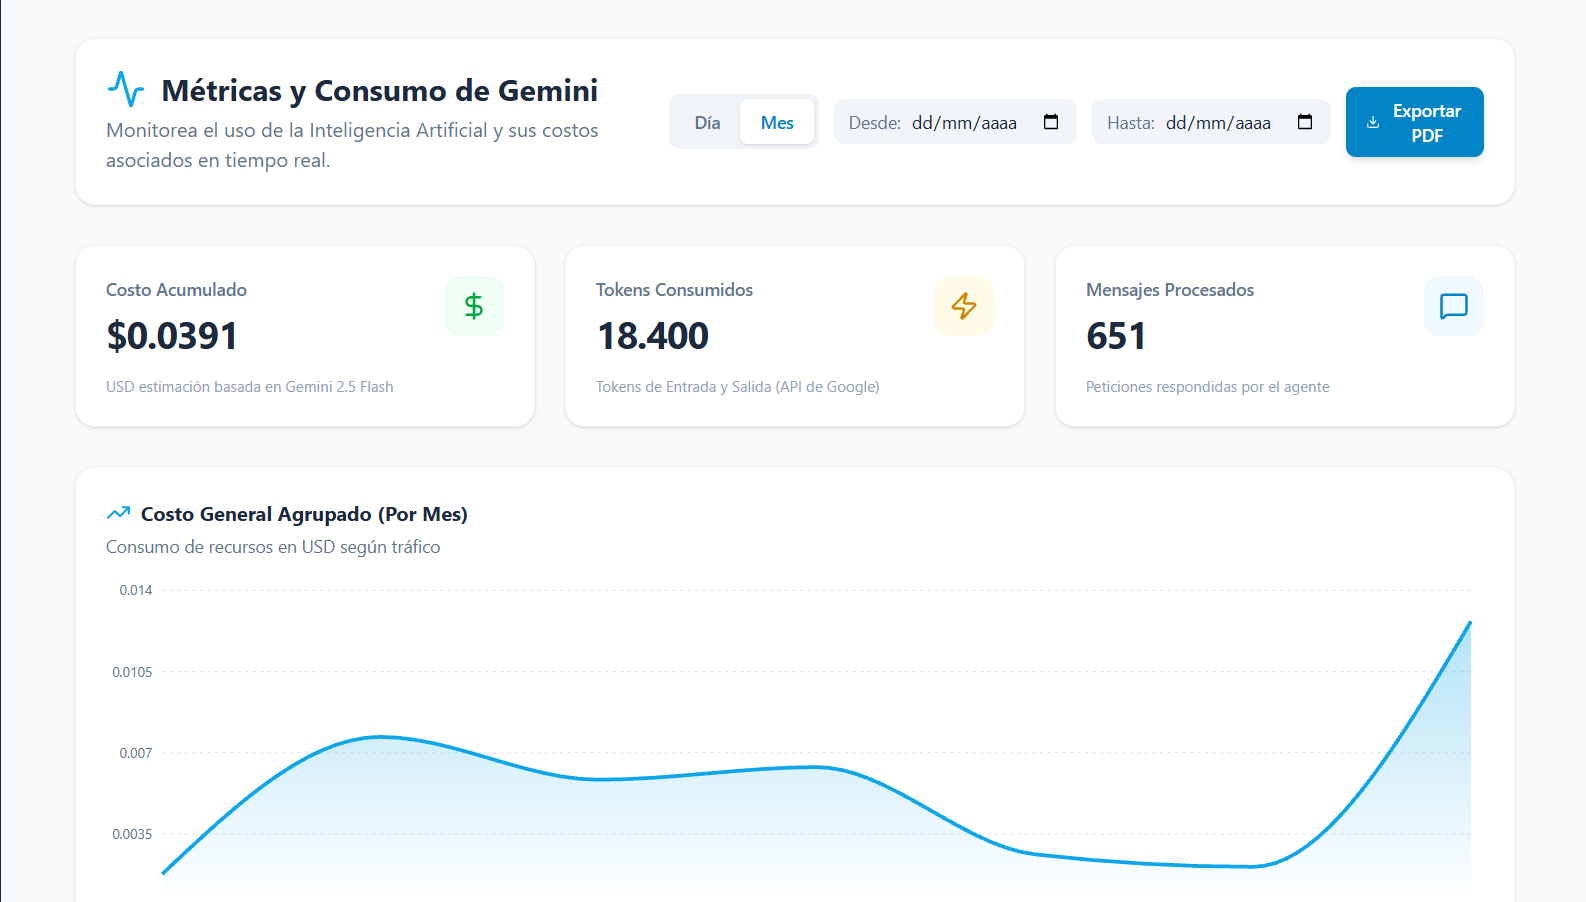 Métricas y Consumo de Gemini
Monitorea el uso de la Inteligencia Artificial y sus costos
asociados en tiempo real.
Día
Mes
Desde: dd/mm/aaaa
Hasta: dd/mm/aaaa
Exportar
PDF
Costo Acumulado
$0.0391
USD estimación basada en Gemini 2.5 Flash
Tokens Consumidos
18.400
Tokens de Entrada y Salida (API de Google)
Mensajes Procesados
651
Peticiones respondidas por el agente
Costo General Agrupado (Por Mes)
Consumo de recursos en USD según tráfico
0.014
0.0105
0.007
0.0035